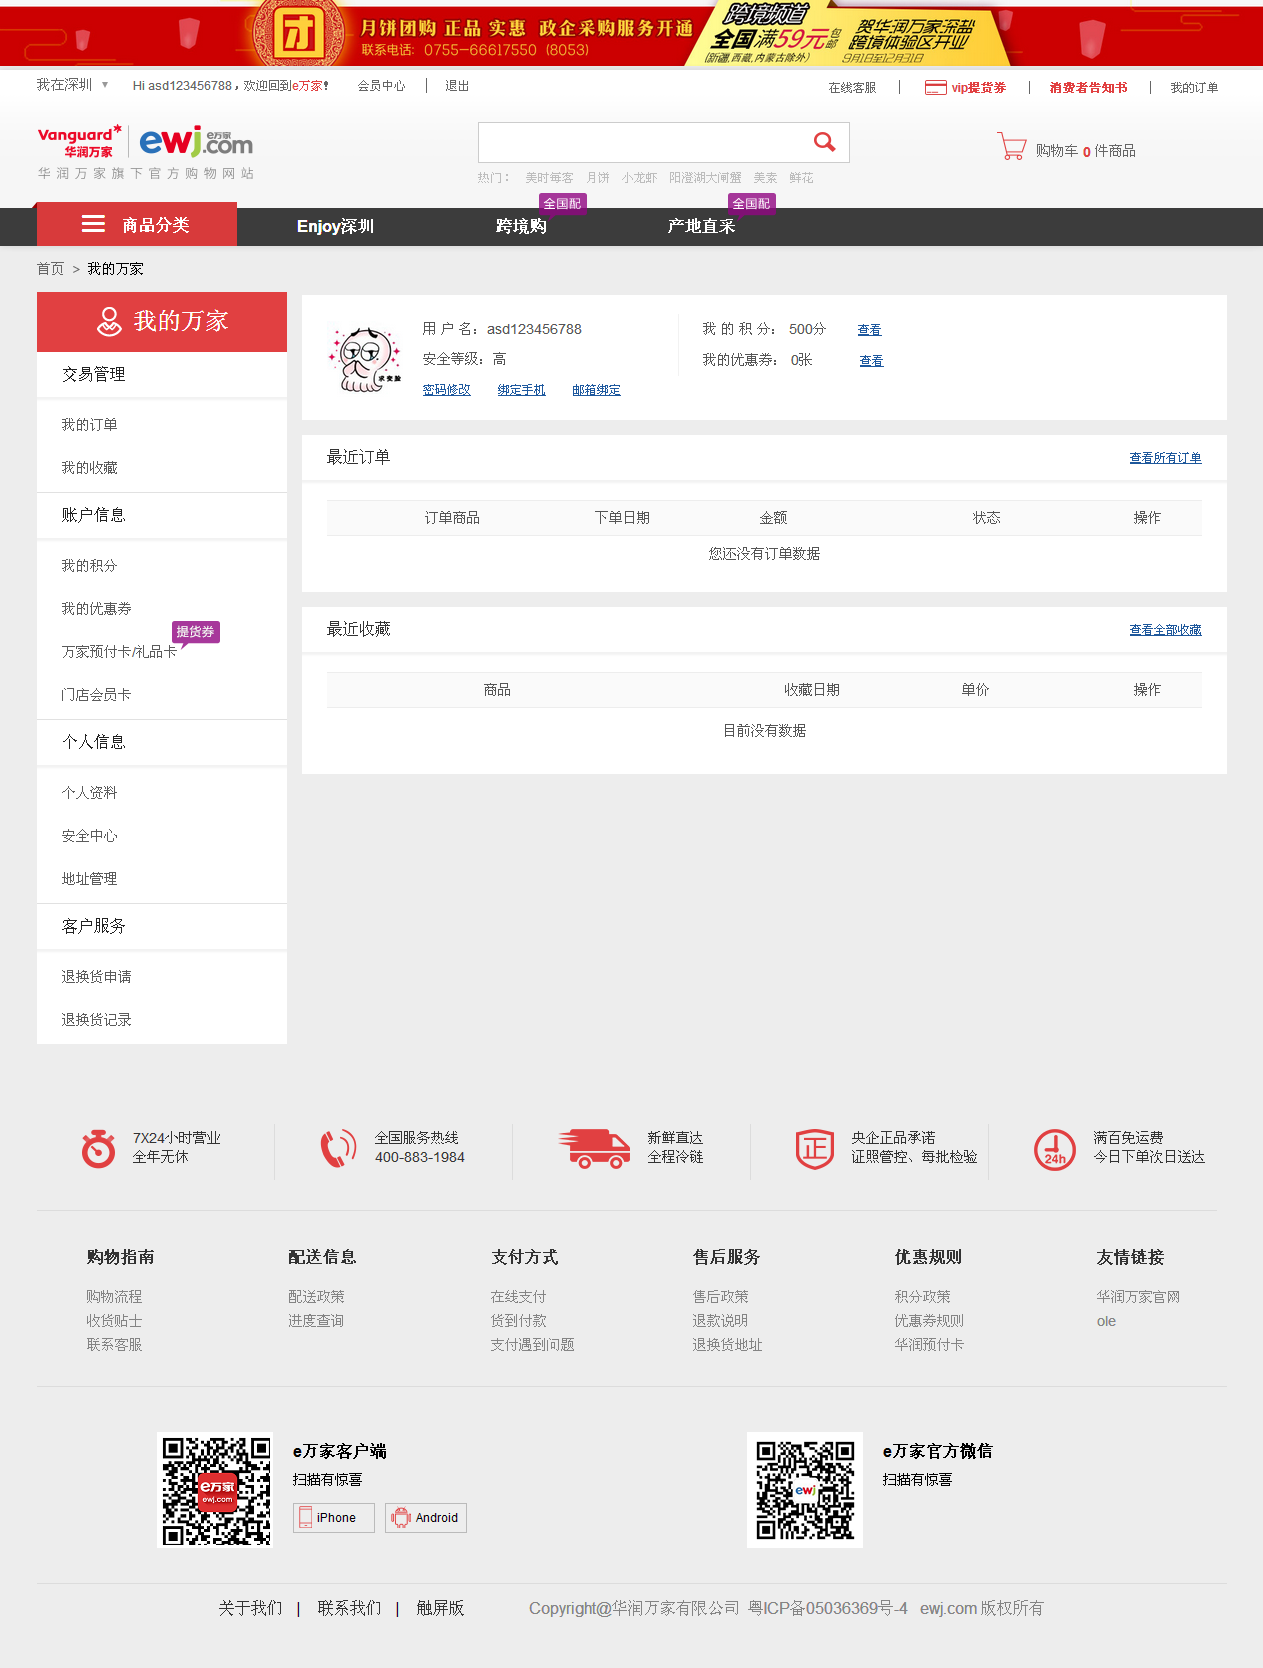 团 月饼团购 正品 实惠 政企采购服务开通
联系电话: 0755-66617550 (8053)
跨境频道
全国满59元包邮
(新疆,西藏,内蒙古除外)
贺华润万家深盐
跨境体验区开业
9月1日至12月31日
我在深圳 ▼ Hi asd123456788，欢迎回到e万家! 会员中心 | 退出
在线客服 | vip提货券 | 消费者告知书 | 我的订单
Vanguard 华润万家 ewj.com e万家
华润万家旗下官方购物网站
热门： 美时每客 月饼 小龙虾 阳澄湖大闸蟹 美素 鲜花
购物车 0 件商品
全国配 全国配
商品分类 Enjoy深圳 跨境购 产地直采
首页 > 我的万家
我的万家
交易管理
我的订单
我的收藏
账户信息
我的积分
我的优惠券
提货券
万家预付卡/礼品卡
门店会员卡
个人信息
个人资料
安全中心
地址管理
客户服务
退换货申请
退换货记录
求变脸
用 户 名： asd123456788
安全等级：高
密码修改 绑定手机 邮箱绑定
我 的 积 分： 500分 查看
我的优惠券： 0张 查看
最近订单 查看所有订单
订单商品 下单日期 金额 状态 操作
您还没有订单数据
最近收藏 查看全部收藏
商品 收藏日期 单价 操作
目前没有数据
7X24小时营业
全年无休
全国服务热线
400-883-1984
新鲜直达
全程冷链
正 央企正品承诺
证照管控、每批检验
24h 满百免运费
今日下单次日送达
购物指南
购物流程
收货贴士
联系客服
配送信息
配送政策
进度查询
支付方式
在线支付
货到付款
支付遇到问题
售后服务
售后政策
退款说明
退换货地址
优惠规则
积分政策
优惠券规则
华润预付卡
友情链接
华润万家官网
ole
e万家
ewj.com
e万家客户端
扫描有惊喜
iPhone Android
ewj
e万家官方微信
扫描有惊喜
关于我们 | 联系我们 | 触屏版 Copyright@华润万家有限公司 粤ICP备05036369号-4 ewj.com 版权所有